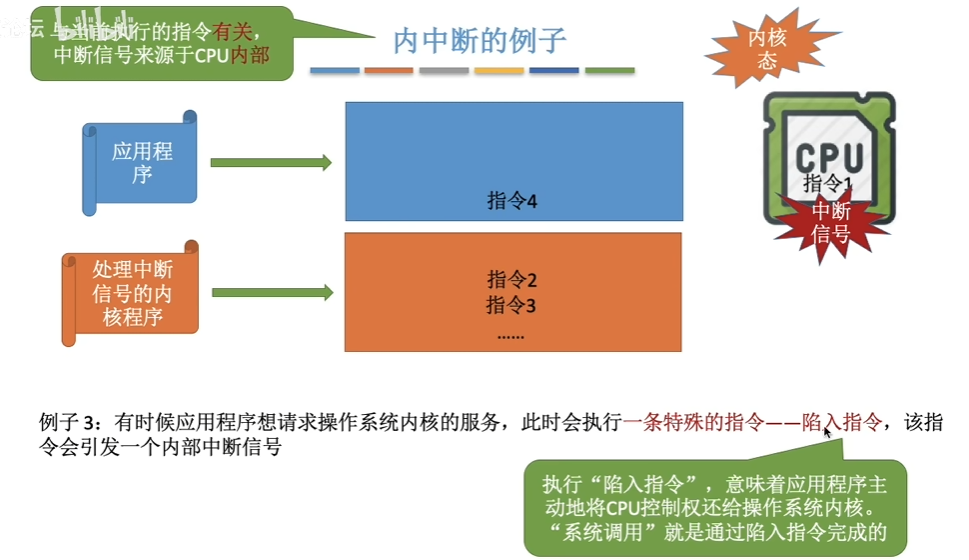 与当前执行的指令有关，
中断信号来源于CPU内部
内中断的例子
内核
态
应用程
序
指令4
CPU
指令1
中断
信号
处理中断
信号的内
核程序
指令2
指令3
......
例子 3：有时候应用程序想请求操作系统内核的服务，此时会执行一条特殊的指令——陷入指令，该指
令会引发一个内部中断信号
执行“陷入指令”，意味着应用程序主
动地将CPU控制权还给操作系统内核。
“系统调用”就是通过陷入指令完成的